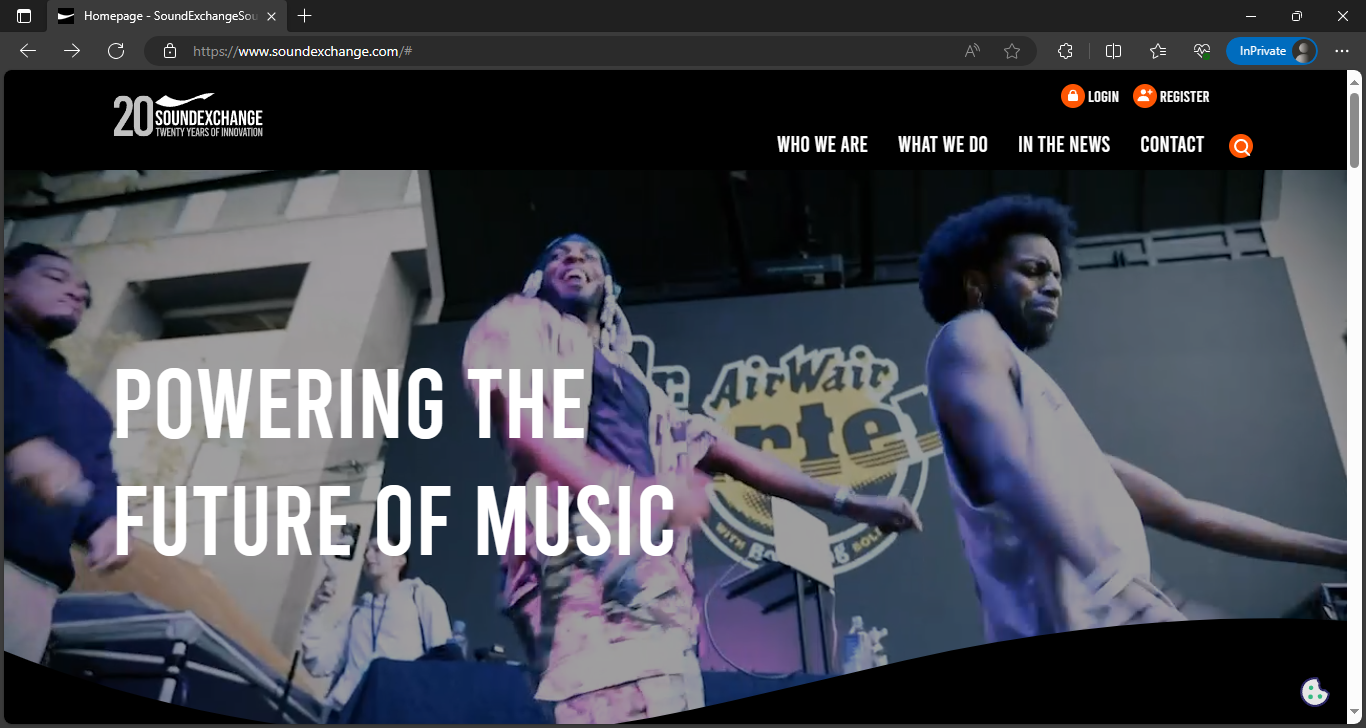 Homepage - SoundExchangeSou
https://www.soundexchange.com/#
InPrivate
20 SOUNDEXCHANGE
TWENTY YEARS OF INNOVATION
LOGIN
REGISTER
WHO WE ARE
WHAT WE DO
IN THE NEWS
CONTACT
AirWair
WITH
POWERING THE
FUTURE OF MUSIC